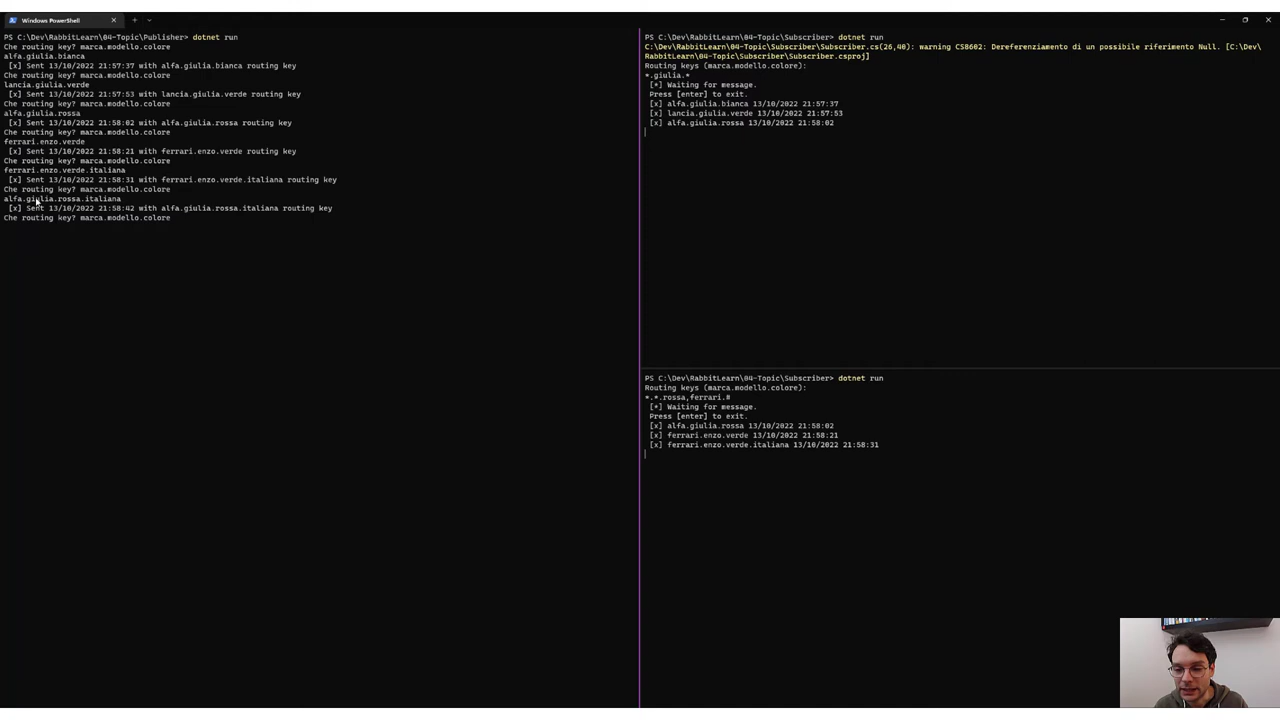 Windows PowerShell
PS C:\Dev\RabbitLearn\04-Topic\Publisher> dotnet run
Che routing key? marca.modello.colore
alfa.giulia.bianca
[x] Sent 13/10/2022 21:57:37 with alfa.giulia.bianca routing key
Che routing key? marca.modello.colore
lancia.giulia.verde
[x] Sent 13/10/2022 21:57:53 with lancia.giulia.verde routing key
Che routing key? marca.modello.colore
alfa.giulia.rossa
[x] Sent 13/10/2022 21:58:02 with alfa.giulia.rossa routing key
Che routing key? marca.modello.colore
ferrari.enzo.verde
[x] Sent 13/10/2022 21:58:21 with ferrari.enzo.verde routing key
Che routing key? marca.modello.colore
ferrari.enzo.verde.italiana
[x] Sent 13/10/2022 21:58:31 with ferrari.enzo.verde.italiana routing key
Che routing key? marca.modello.colore
alfa.giulia.rossa.italiana
[x] Sent 13/10/2022 21:58:42 with alfa.giulia.rossa.italiana routing key
Che routing key? marca.modello.colore
PS C:\Dev\RabbitLearn\04-Topic\Subscriber> dotnet run
C:\Dev\RabbitLearn\04-Topic\Subscriber\Subscriber.cs(26,40): warning CS8602: Dereferenziamento di un possibile riferimento Null. [C:\Dev\
RabbitLearn\04-Topic\Subscriber\Subscriber.csproj]
Routing keys (marca.modello.colore):
*.giulia.*
[*] Waiting for message.
Press [enter] to exit.
[x] alfa.giulia.bianca 13/10/2022 21:57:37
[x] lancia.giulia.verde 13/10/2022 21:57:53
[x] alfa.giulia.rossa 13/10/2022 21:58:02
PS C:\Dev\RabbitLearn\04-Topic\Subscriber> dotnet run
Routing keys (marca.modello.colore):
*.*.rossa,ferrari.#
[*] Waiting for message.
Press [enter] to exit.
[x] alfa.giulia.rossa 13/10/2022 21:58:02
[x] ferrari.enzo.verde 13/10/2022 21:58:21
[x] ferrari.enzo.verde.italiana 13/10/2022 21:58:31